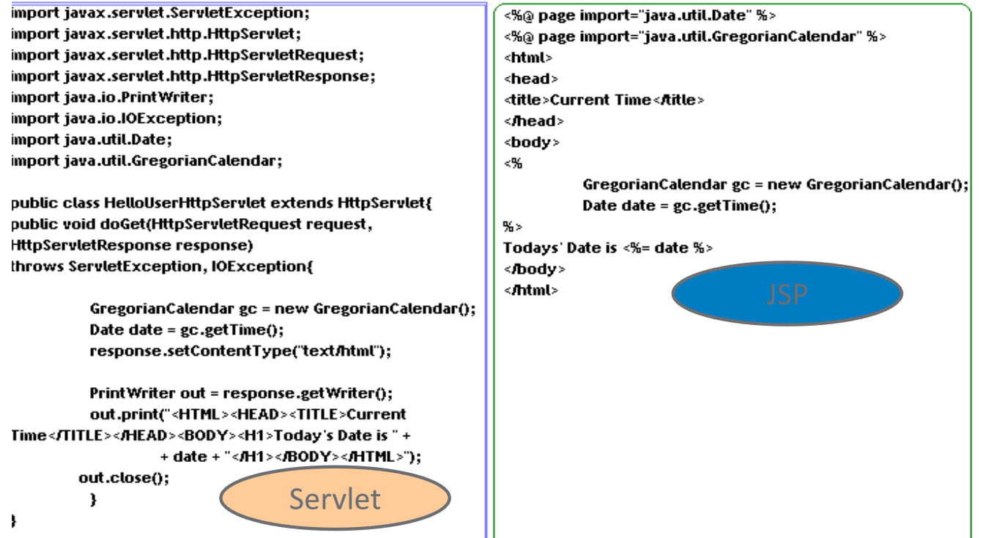 import javax.servlet.ServletException;
import javax.servlet.http.HttpServlet;
import javax.servlet.http.HttpServletRequest;
import javax.servlet.http.HttpServletResponse;
import java.io.PrintWriter;
import java.io.IOException;
import java.util.Date;
import java.util.GregorianCalendar;
public class HelloUserHttpServlet extends HttpServlet{
public void doGet(HttpServletRequest request,
HttpServletResponse response)
throws ServletException, IOException{
GregorianCalendar gc = new GregorianCalendar();
Date date = gc.getTime();
response.setContentType("text/html");
PrintWriter out = response.getWriter();
out.print("<HTML><HEAD><TITLE>Current
Time</TITLE></HEAD><BODY><H1>Today's Date is " +
+ date + "</H1></BODY></HTML>");
out.close();
}
}
Servlet
<%@ page import="java.util.Date" %>
<%@ page import="java.util.GregorianCalendar" %>
<html>
<head>
<title>Current Time</title>
</head>
<body>
<%
GregorianCalendar gc = new GregorianCalendar();
Date date = gc.getTime();
%>
Todays' Date is <%= date %>
</body>
</html>
JSP